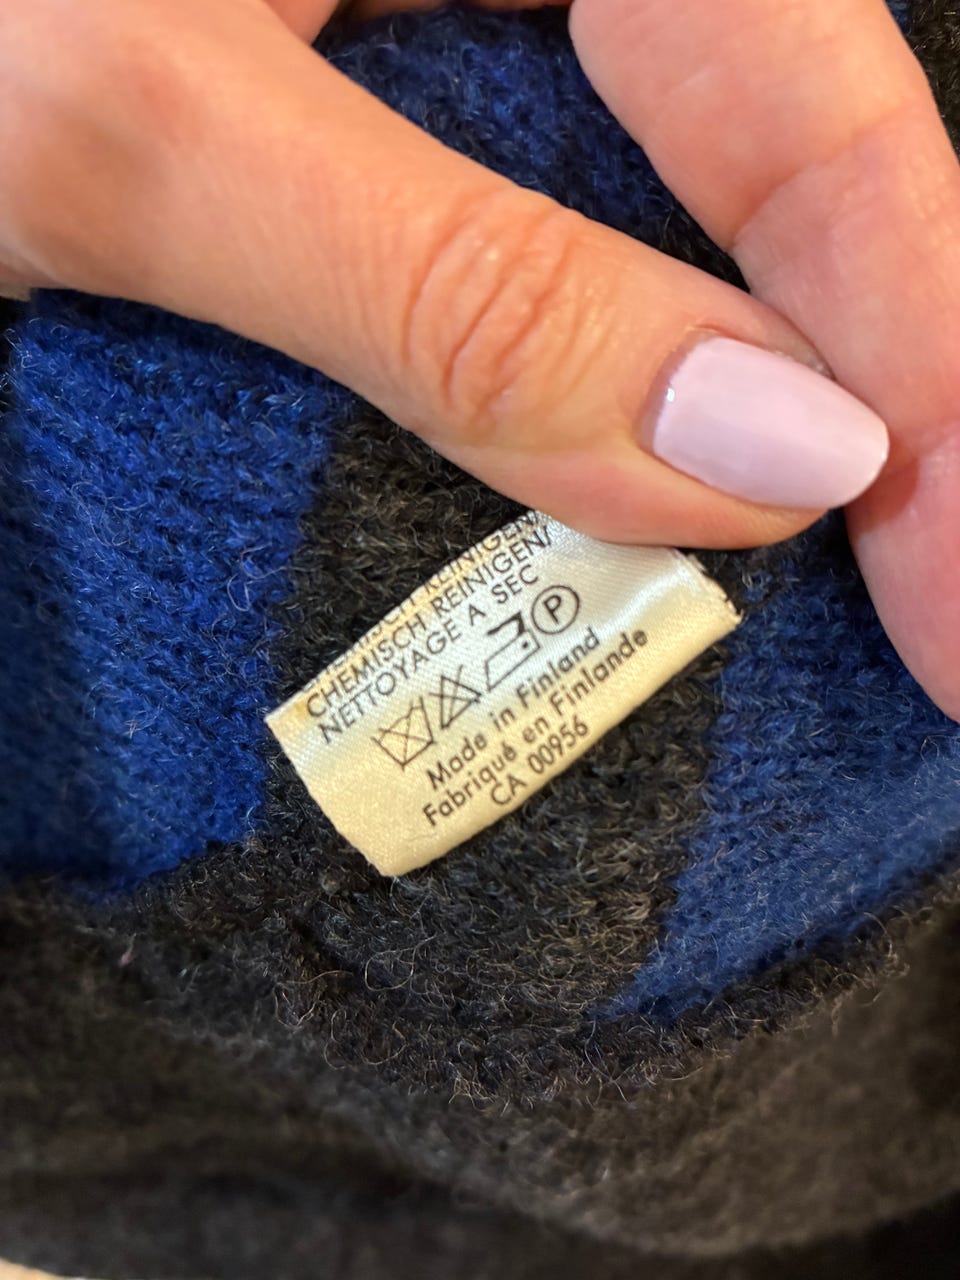 CHEMISCH REINIGEN/
NETTOYAGE A SEC
P
Made in Finland
Fabriqué en Finlande
CA 00956